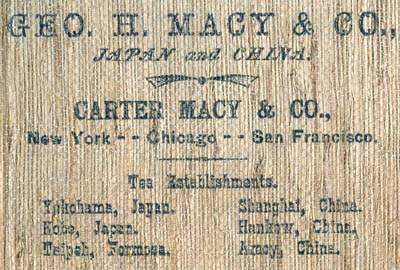 GEO. H. MACY & CO.,
JAPAN and CHINA.
CARTER MACY & CO.,
New York - - Chicago - - San Francisco.
Tea Establishments.
Yokohama, Japan. Shanghai, China.
Kobe, Japan. Hankow, China.
Taipeh, Formosa. Amoy, China.